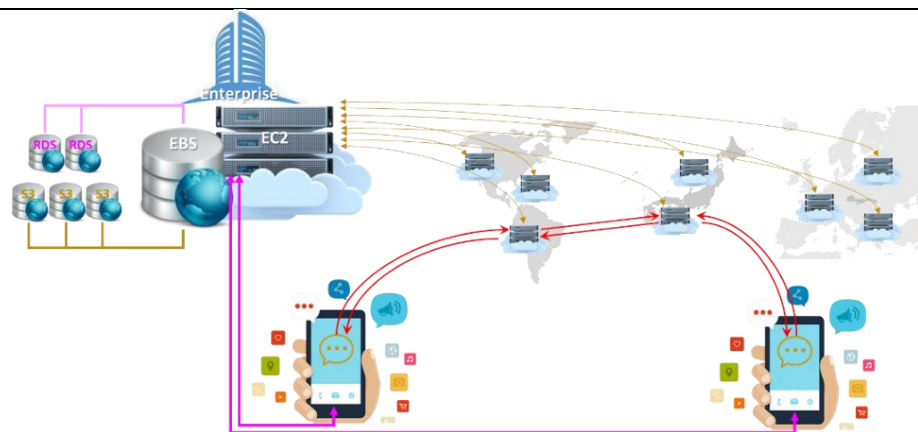 Enterprise
RDS RDS
EBS
EC2
S3 S3 S3